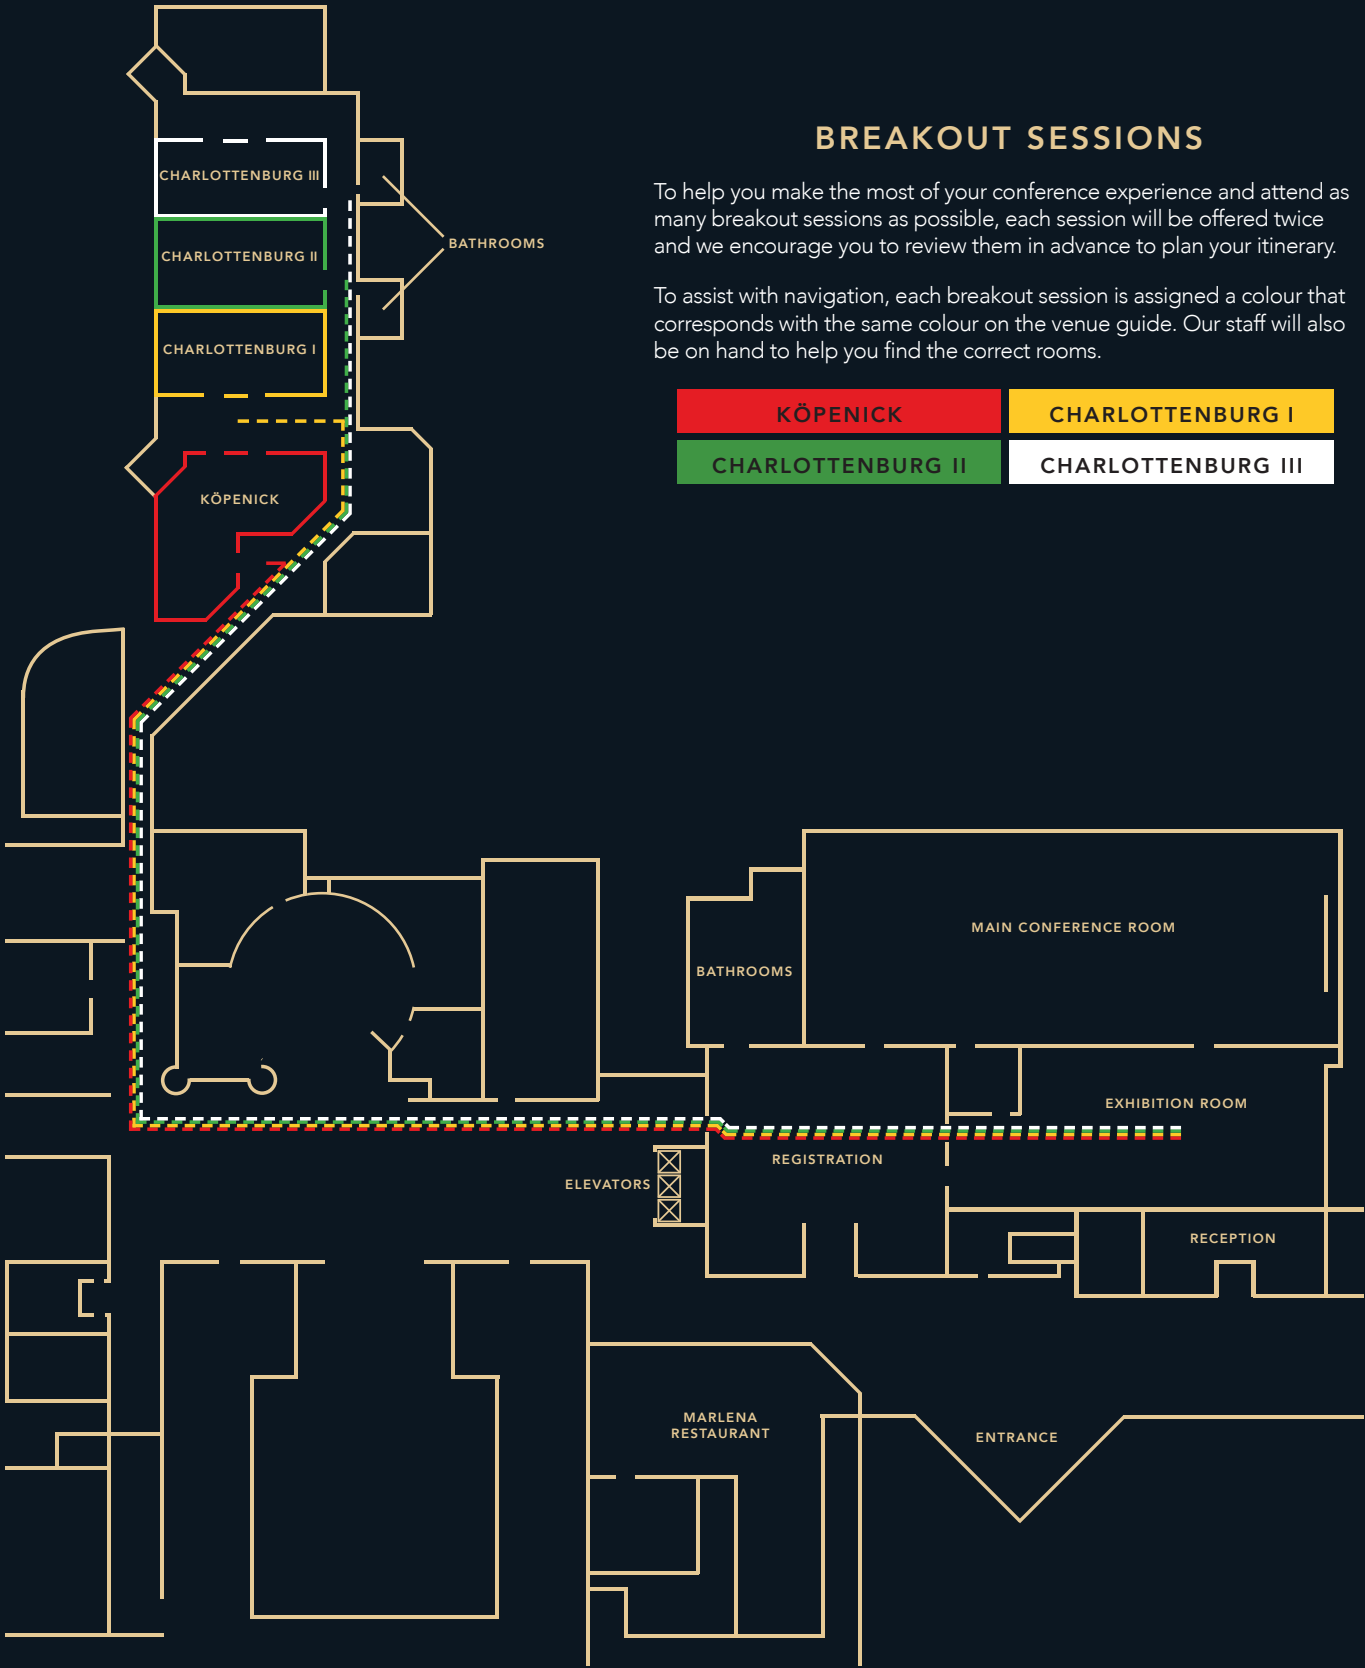 BREAKOUT SESSIONS
To help you make the most of your conference experience and attend as
many breakout sessions as possible, each session will be offered twice
and we encourage you to review them in advance to plan your itinerary.
To assist with navigation, each breakout session is assigned a colour that
corresponds with the same colour on the venue guide. Our staff will also
be on hand to help you find the correct rooms.
KÖPENICK
CHARLOTTENBURG I
CHARLOTTENBURG II
CHARLOTTENBURG III
CHARLOTTENBURG III
BATHROOMS
CHARLOTTENBURG II
CHARLOTTENBURG I
KÖPENICK
MAIN CONFERENCE ROOM
BATHROOMS
EXHIBITION ROOM
REGISTRATION
ELEVATORS
RECEPTION
MARLENA
RESTAURANT
ENTRANCE